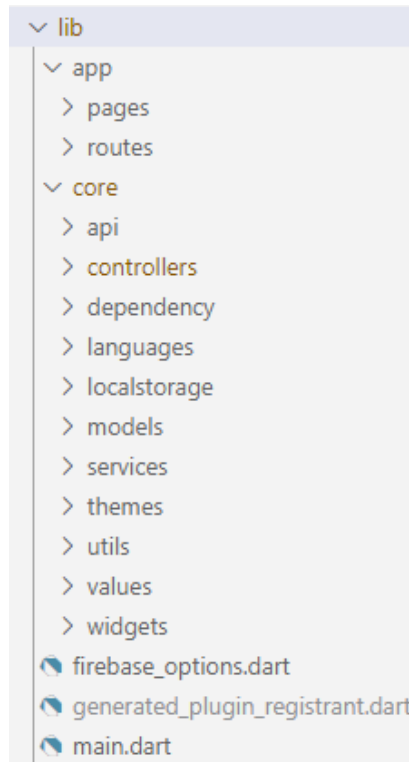 lib
app
pages
routes
core
api
controllers
dependency
languages
localstorage
models
services
themes
utils
values
widgets
firebase_options.dart
generated_plugin_registrant.dart
main.dart